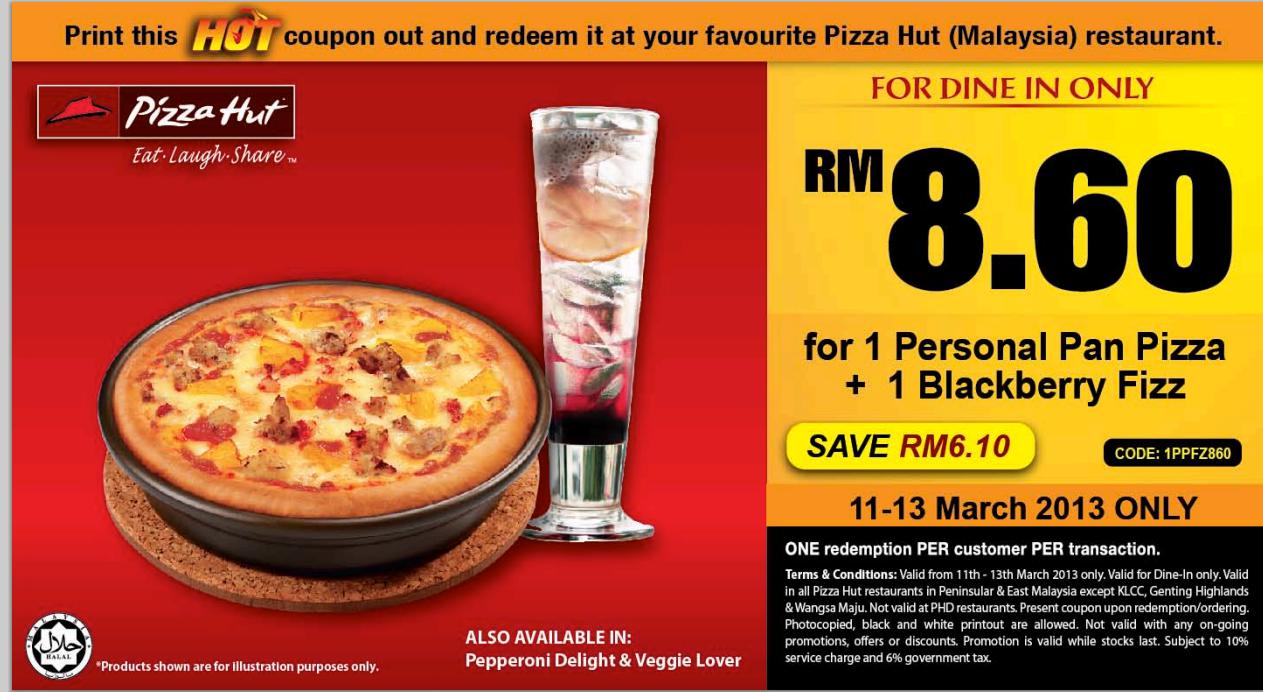 Print this HOT coupon out and redeem it at your favourite Pizza Hut (Malaysia) restaurant.
Pizza Hut
Eat·Laugh·Share™
FOR DINE IN ONLY
RM8.60
for 1 Personal Pan Pizza
+ 1 Blackberry Fizz
SAVE RM6.10
CODE: 1PPFZ860
11-13 March 2013 ONLY
ONE redemption PER customer PER transaction.
Terms & Conditions: Valid from 11th - 13th March 2013 only. Valid for Dine-In only. Valid
in all Pizza Hut restaurants in Peninsular & East Malaysia except KLCC, Genting Highlands
& Wangsa Maju. Not valid at PHD restaurants. Present coupon upon redemption/ordering.
Photocopied, black and white printout are allowed. Not valid with any on-going
promotions, offers or discounts. Promotion is valid while stocks last. Subject to 10%
service charge and 6% government tax.
ALSO AVAILABLE IN:
Pepperoni Delight & Veggie Lover
MALAYSIA
حلال
HALAL
*Products shown are for illustration purposes only.